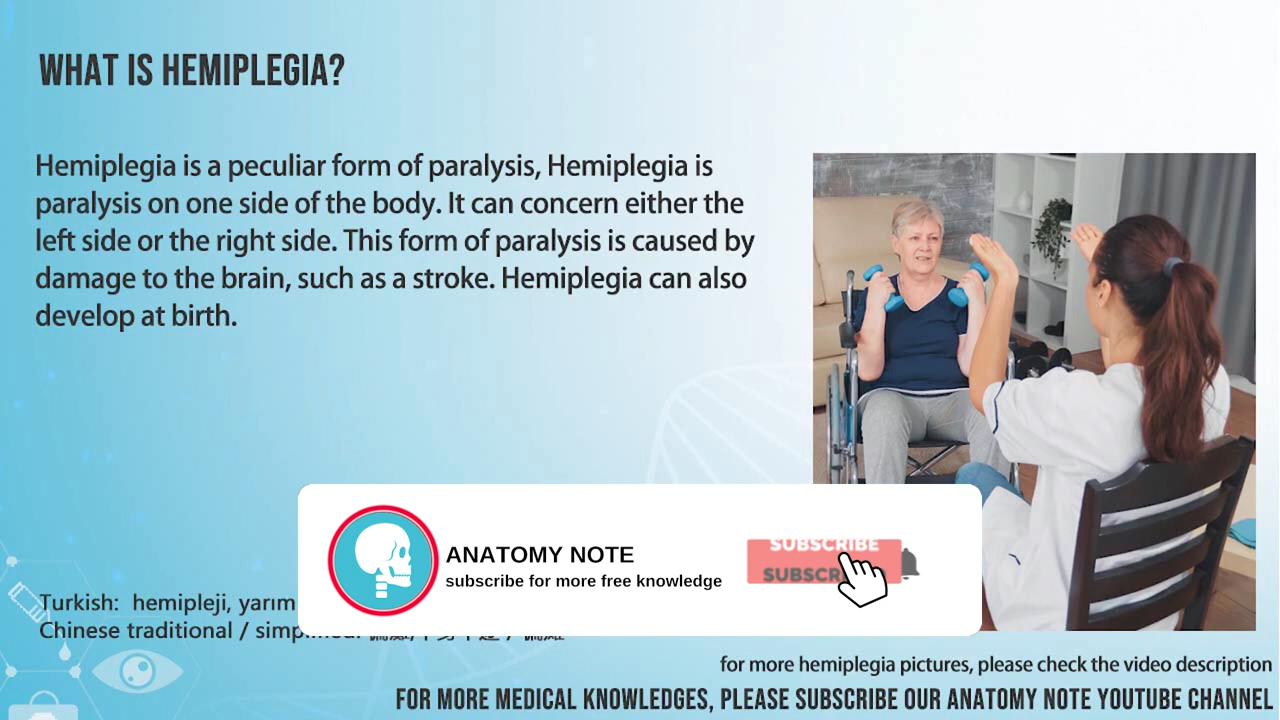 WHAT IS HEMIPLEGIA?
Hemiplegia is a peculiar form of paralysis, Hemiplegia is
paralysis on one side of the body. It can concern either the
left side or the right side. This form of paralysis is caused by
damage to the brain, such as a stroke. Hemiplegia can also
develop at birth.
ANATOMY NOTE
subscribe for more free knowledge
SUBSCRIBE
Turkish: hemipleji, yarım
Chinese traditional /
for more hemiplegia pictures, please check the video description
FOR MORE MEDICAL KNOWLEDGES, PLEASE SUBSCRIBE OUR ANATOMY NOTE YOUTUBE CHANNEL